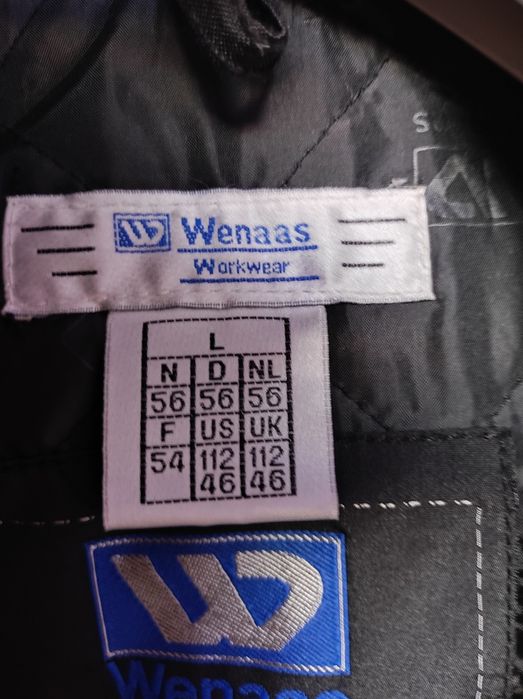 Wenaas
Workwear
L
N D NL
56 56 56
F US UK
54 112 112
46 46
Wenaas